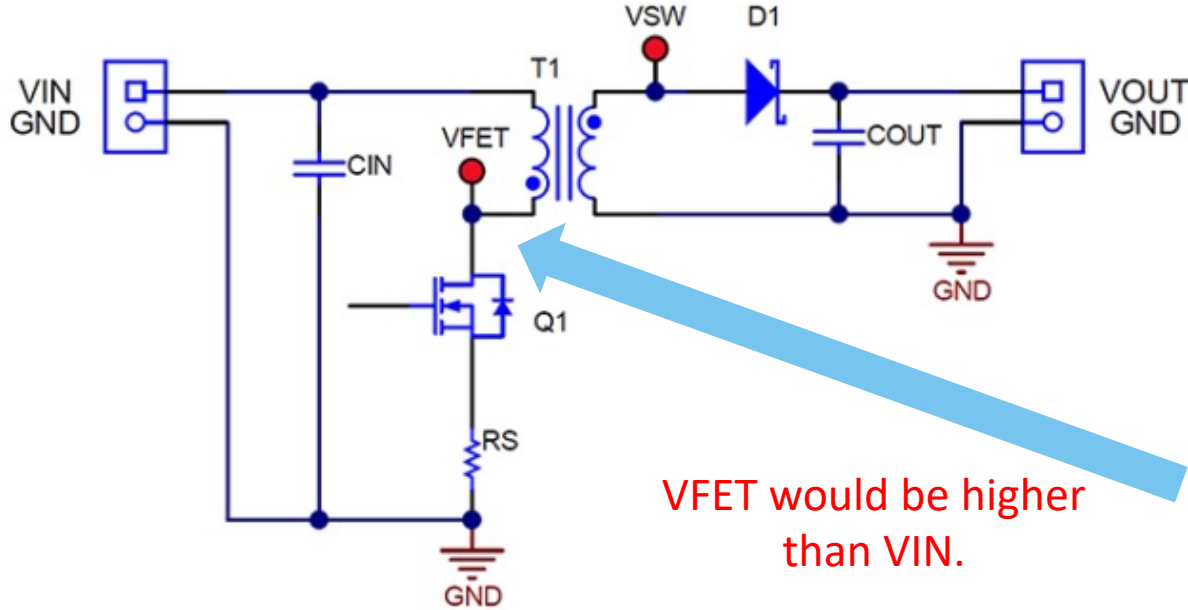 VSW
D1
T1
VIN
GND
VFET
CIN
COUT
VOUT
GND
GND
Q1
RS
VFET would be higher
than VIN.
GND